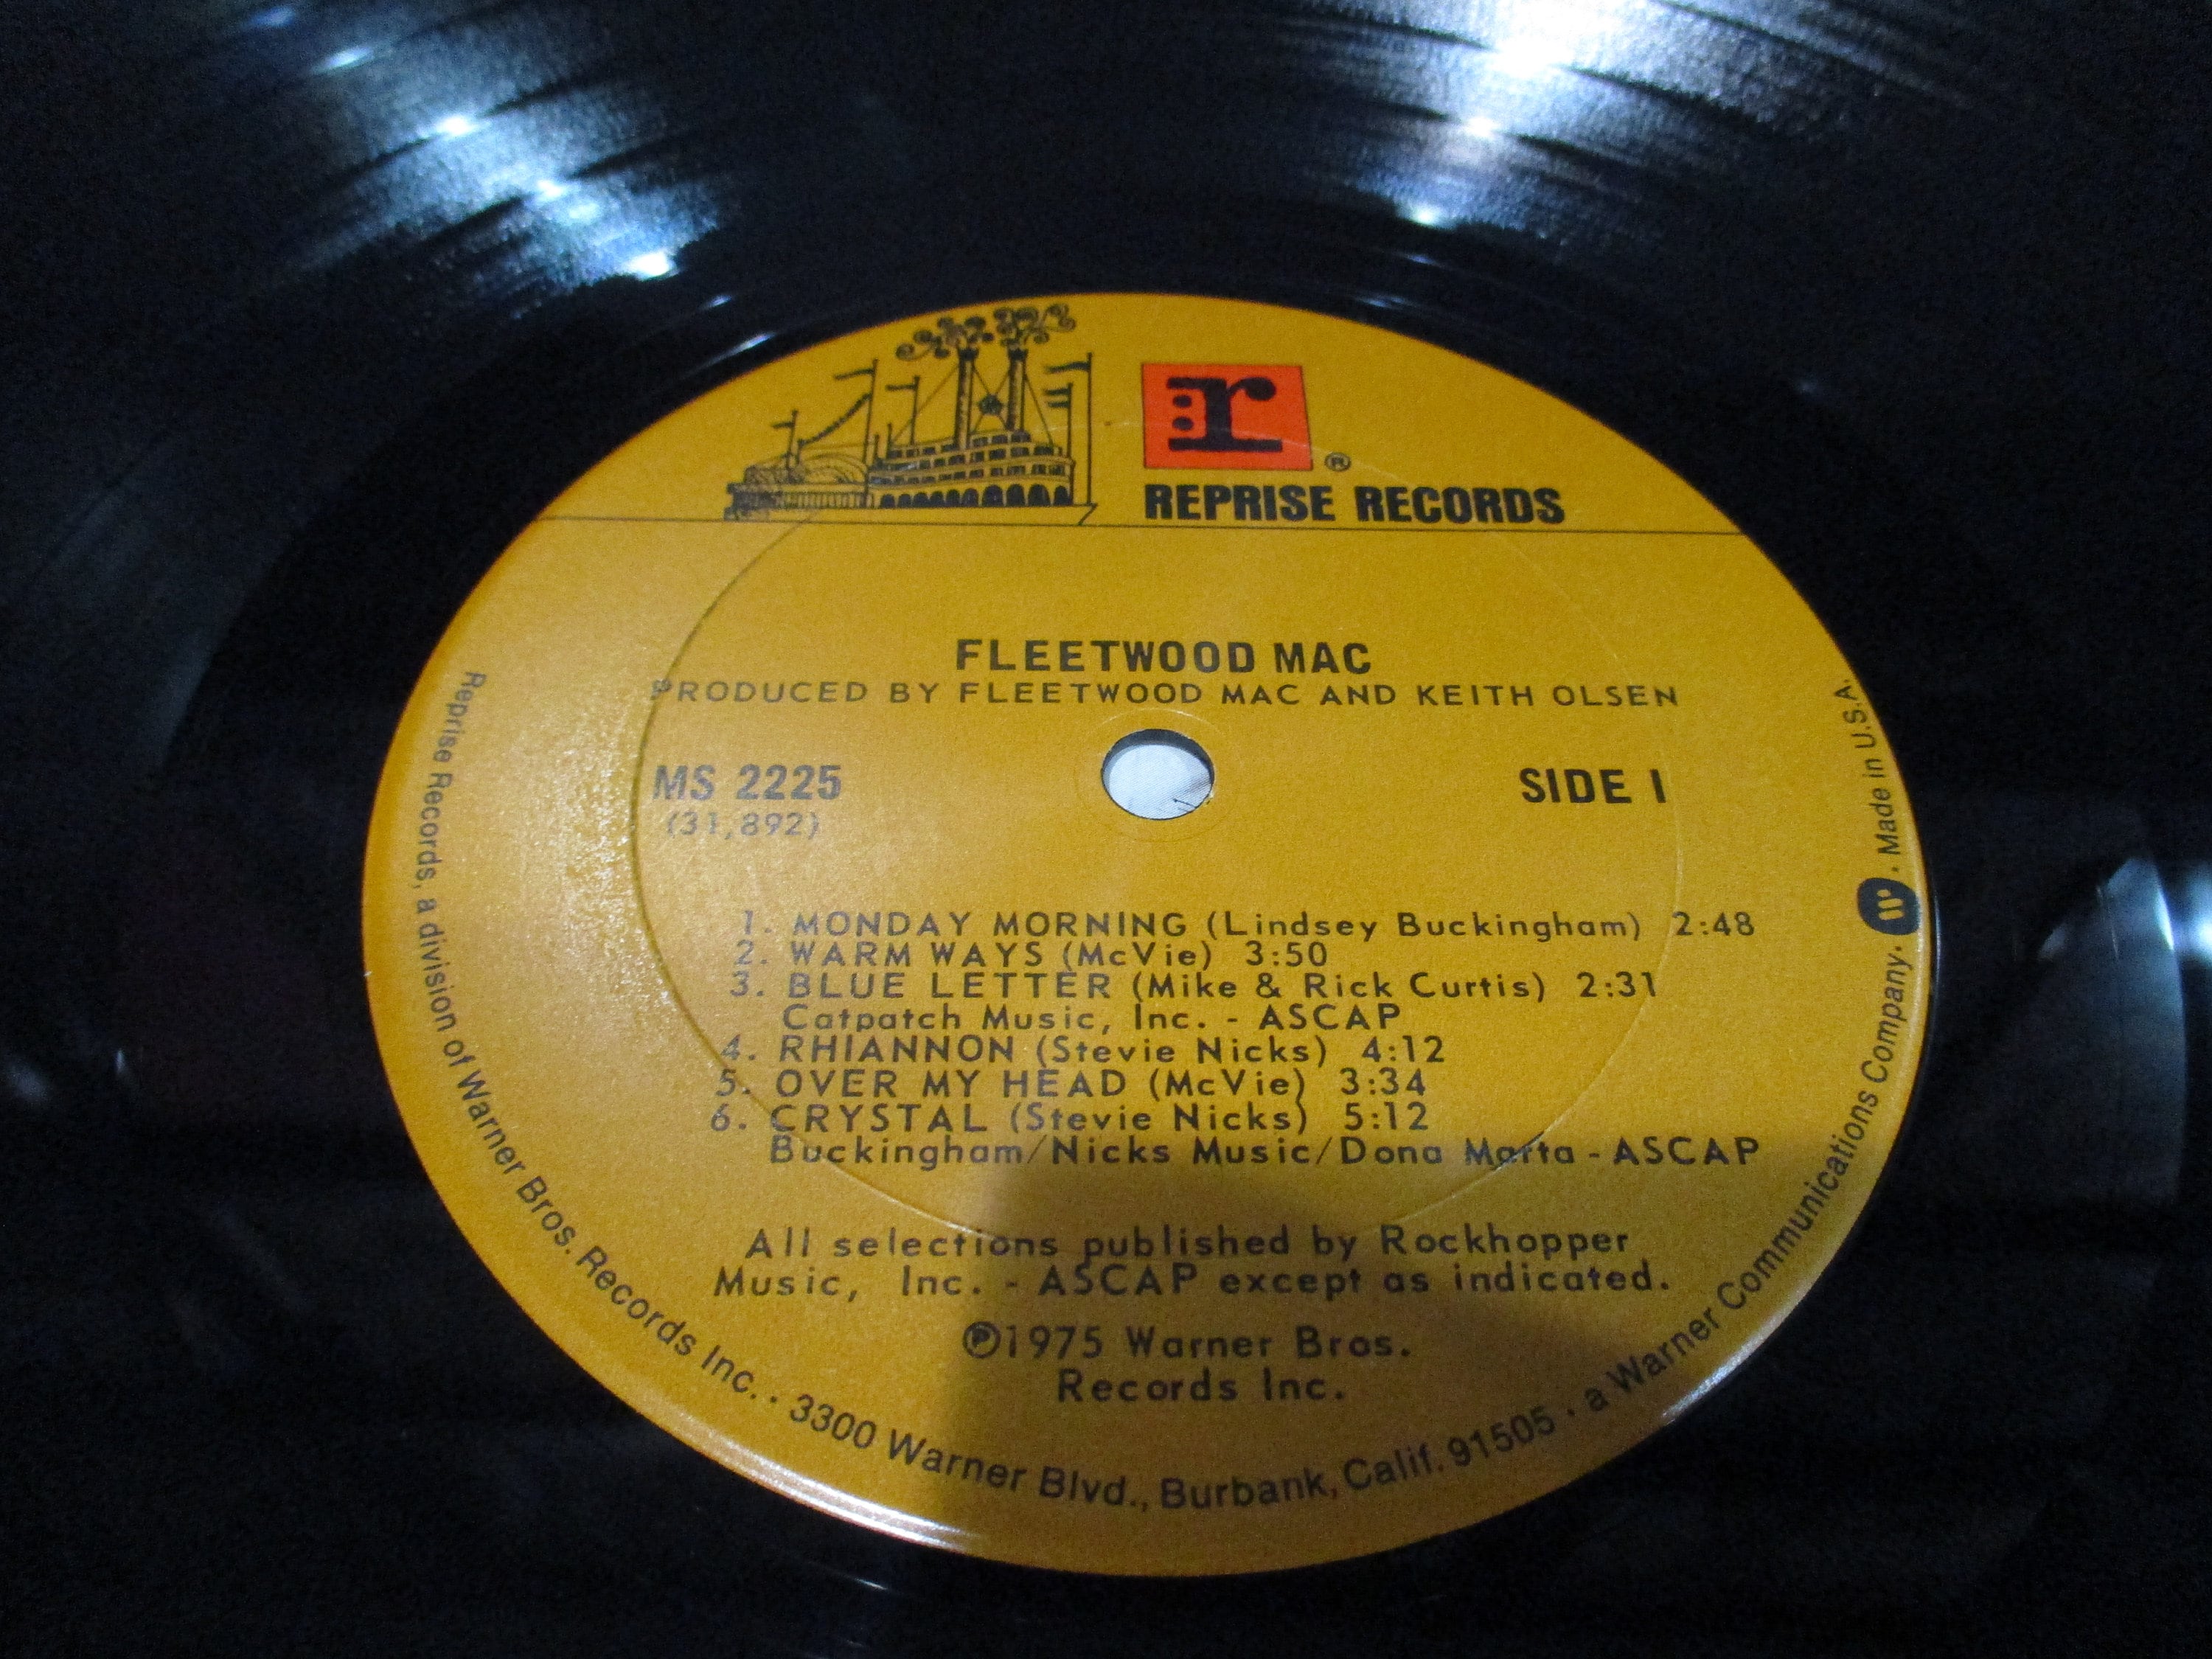 r ®
REPRISE RECORDS
FLEETWOOD MAC
PRODUCED BY FLEETWOOD MAC AND KEITH OLSEN
MS 2225
(31,892)
SIDE 1
1. MONDAY MORNING (Lindsey Buckingham) 2:48
2. WARM WAYS (McVie) 3:50
3. BLUE LETTER (Mike & Rick Curtis) 2:31
Catpatch Music, Inc. - ASCAP
4. RHIANNON (Stevie Nicks) 4:12
5. OVER MY HEAD (McVie) 3:34
6. CRYSTAL (Stevie Nicks) 5:12
Buckingham/Nicks Music/Dona Marta - ASCAP
All selections published by Rockhopper
Music, Inc. - ASCAP except as indicated.
℗1975 Warner Bros.
Records Inc.
Reprise Records, a division of Warner Bros. Records Inc. · 3300 Warner Blvd., Burbank, Calif. 91505 · a Warner Communications Company. W · Made in U.S.A.